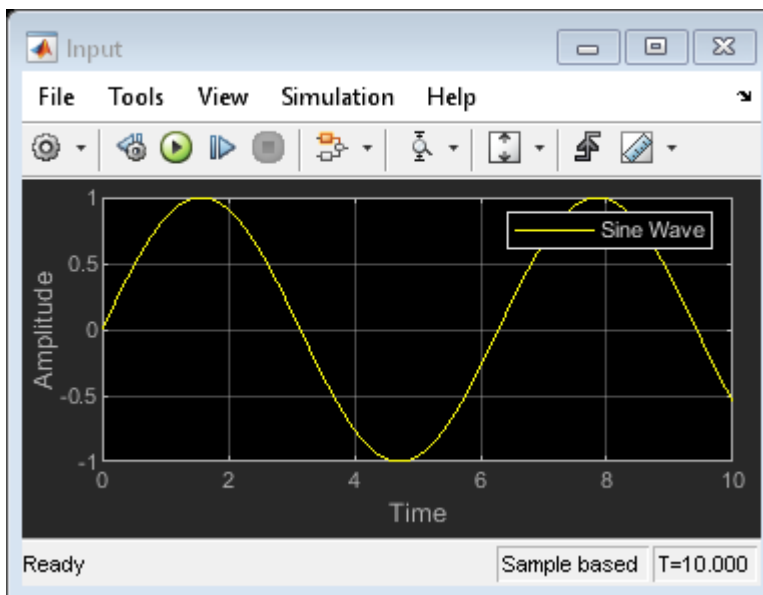 Input
File Tools View Simulation Help
1
0.5
0
-0.5
-1
Amplitude
Sine Wave
0 2 4 6 8 10
Time
Ready Sample based T=10.000